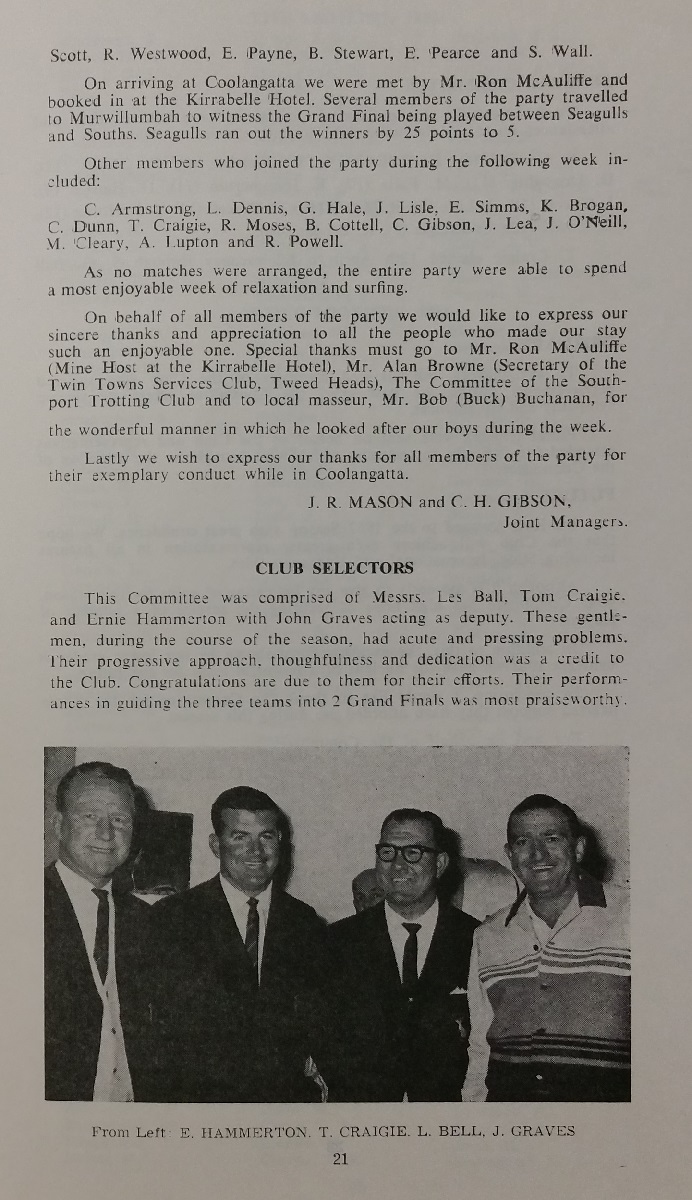 Scott, R. Westwood, E. Payne, B. Stewart, E. Pearce and S. Wall.
On arriving at Coolangatta we were met by Mr. Ron McAuliffe and
booked in at the Kirrabelle Hotel. Several members of the party travelled
to Murwillumbah to witness the Grand Final being played between Seagulls
and Souths. Seagulls ran out the winners by 25 points to 5.
Other members who joined the party during the following week in-
cluded:
C. Armstrong, L. Dennis, G. Hale, J. Lisle, E. Simms, K. Brogan,
C. Dunn, T. Craigie, R. Moses, B. Cottell, C. Gibson, J. Lea, J. O'Neill,
M. Cleary, A. Lupton and R. Powell.
As no matches were arranged, the entire party were able to spend
a most enjoyable week of relaxation and surfing.
On behalf of all members of the party we would like to express our
sincere thanks and appreciation to all the people who made our stay
such an enjoyable one. Special thanks must go to Mr. Ron McAuliffe
(Mine Host at the Kirrabelle Hotel), Mr. Alan Browne (Secretary of the
Twin Towns Services Club, Tweed Heads), The Committee of the South-
port Trotting Club and to local masseur, Mr. Bob (Buck) Buchanan, for
the wonderful manner in which he looked after our boys during the week.
Lastly we wish to express our thanks for all members of the party for
their exemplary conduct while in Coolangatta.
J. R. MASON and C. H. GIBSON,
Joint Managers.
CLUB SELECTORS
This Committee was comprised of Messrs. Les Ball, Tom Craigie,
and Ernie Hammerton with John Graves acting as deputy. These gentle-
men, during the course of the season, had acute and pressing problems.
Their progressive approach, thoughfulness and dedication was a credit to
the Club. Congratulations are due to them for their efforts. Their perform-
ances in guiding the three teams into 2 Grand Finals was most praiseworthy.
From Left: E. HAMMERTON, T. CRAIGIE, L. BELL, J. GRAVES
21